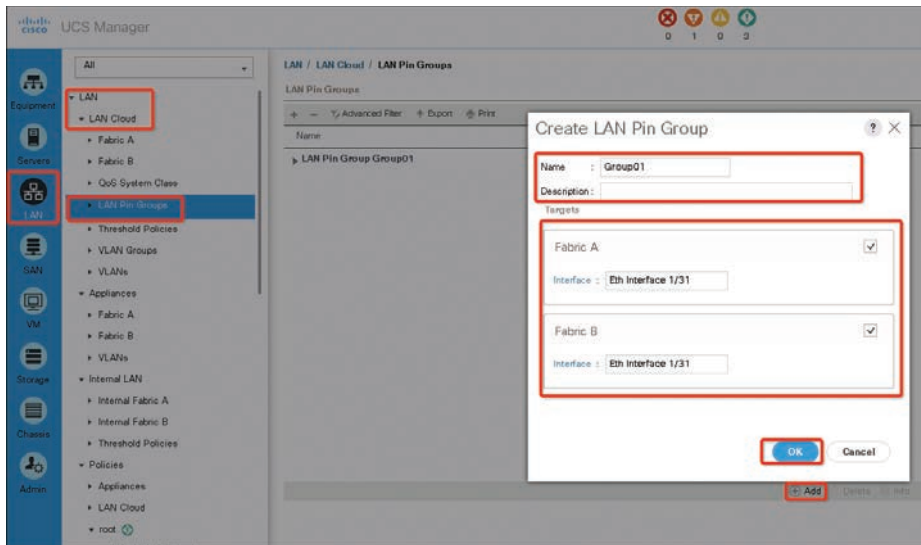 cisco
UCS Manager
0 1 0 3
All
LAN / LAN Cloud / LAN Pin Groups
LAN Pin Groups
+ − Advanced Filter Export Print
Name
LAN Pin Group Group01
Equipment
Servers
LAN
SAN
VM
Storage
Chassis
Admin
LAN
LAN Cloud
Fabric A
Fabric B
QoS System Class
LAN Pin Groups
Threshold Policies
VLAN Groups
VLANs
Appliances
Fabric A
Fabric B
VLANs
Internal LAN
Internal Fabric A
Internal Fabric B
Threshold Policies
Policies
Appliances
LAN Cloud
root
Create LAN Pin Group
? ×
Name : Group01
Description :
Targets
Fabric A
Interface : Eth Interface 1/31
Fabric B
Interface : Eth Interface 1/31
OK Cancel
Add Delete Info